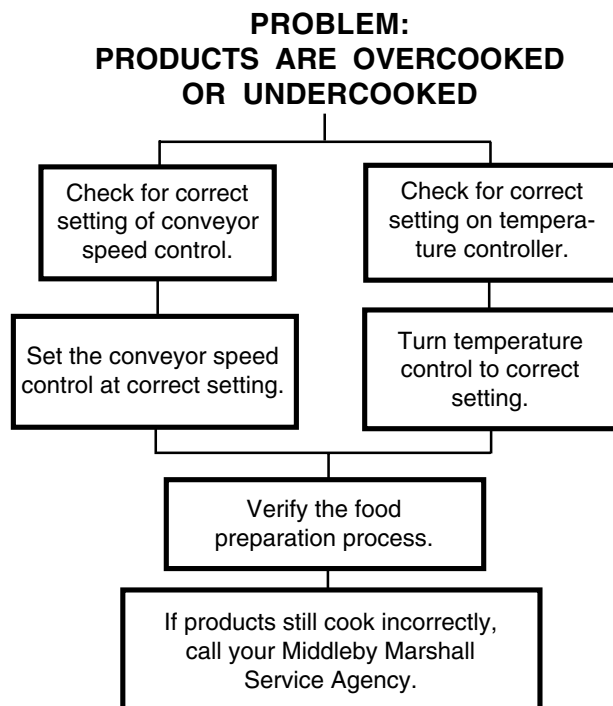 PROBLEM:
PRODUCTS ARE OVERCOOKED
OR UNDERCOOKED
Check for correct
setting of conveyor
speed control.
Check for correct
setting on tempera-
ture controller.
Set the conveyor speed
control at correct setting.
Turn temperature
control to correct
setting.
Verify the food
preparation process.
If products still cook incorrectly,
call your Middleby Marshall
Service Agency.